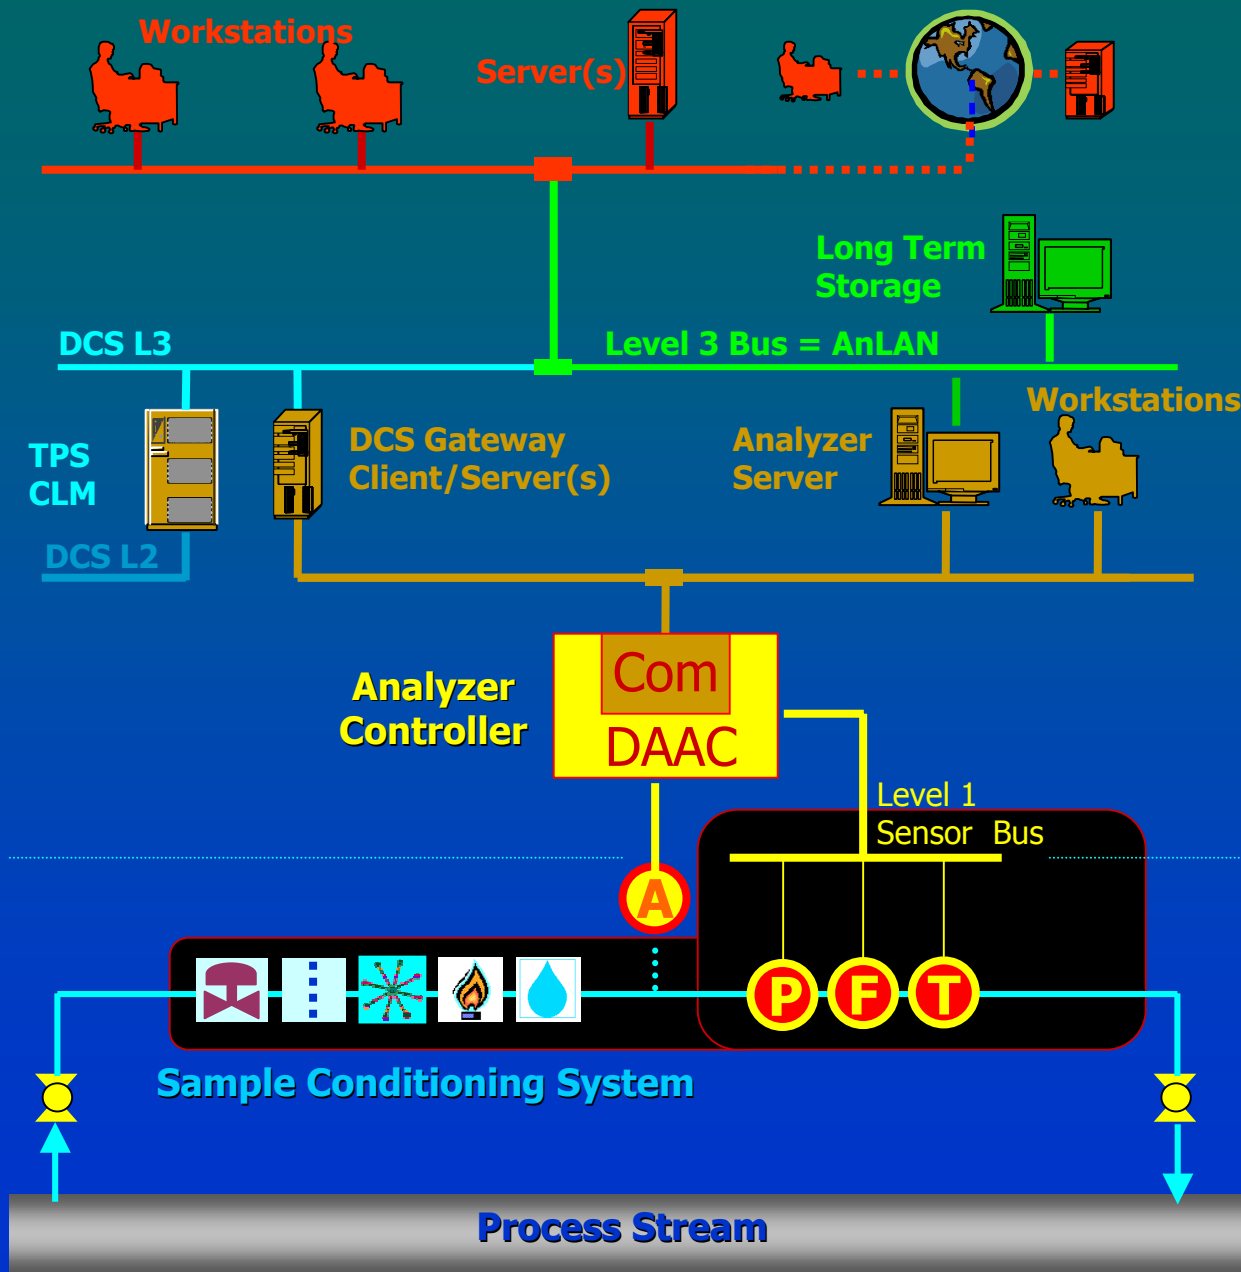 Workstations
Server(s)
Long Term
Storage
DCS L3
Level 3 Bus = AnLAN
Workstations
TPS
CLM
DCS Gateway
Client/Server(s)
Analyzer
Server
DCS L2
Com
DAAC
Analyzer
Controller
Level 1
Sensor Bus
A
P
F
T
Sample Conditioning System
Process Stream